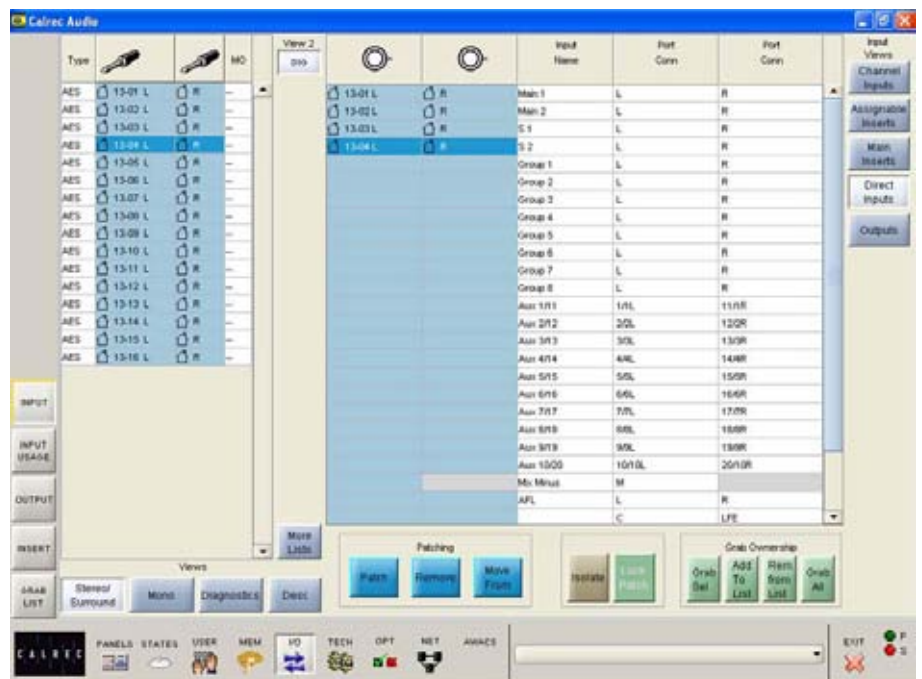 Calrec Audio
Type MO
AES 13-01 L R --
AES 13-02 L R --
AES 13-03 L R --
AES 13-04 L R --
AES 13-05 L R --
AES 13-06 L R --
AES 13-07 L R --
AES 13-08 L R --
AES 13-09 L R --
AES 13-10 L R --
AES 13-11 L R --
AES 13-12 L R --
AES 13-13 L R --
AES 13-14 L R --
AES 13-15 L R --
AES 13-16 L R --
View 2
Input Name Port Conn Port Conn
13-01 L R Main 1 L R
13-02 L R Main 2 L R
13-03 L R S 1 L R
13-04 L R S 2 L R
Group 1 L R
Group 2 L R
Group 3 L R
Group 4 L R
Group 5 L R
Group 6 L R
Group 7 L R
Group 8 L R
Aux 1/11 1/1L 11/1R
Aux 2/12 2/2L 12/2R
Aux 3/13 3/3L 13/3R
Aux 4/14 4/4L 14/4R
Aux 5/15 5/5L 15/5R
Aux 6/16 6/6L 16/6R
Aux 7/17 7/7L 17/7R
Aux 8/18 8/8L 18/8R
Aux 9/19 9/9L 19/9R
Aux 10/20 10/10L 20/10R
Mix Minus M
AFL L R
C LFE
Input Views
Channel Inputs
Assignable Inserts
Main Inserts
Direct Inputs
Outputs
INPUT
INPUT USAGE
OUTPUT
INSERT
GRAB LIST
Views
Stereo/ Surround
Mono
Diagnostics
More Lists
Desc
Patching
Patch
Remove
Move From
Isolate
Lock Patch
Grab Ownership
Grab Sel
Add To List
Rem from List
Grab All
CALREC
PANELS STATES USER MEM I/O TECH OPT NET AWACS
EXIT
P
S